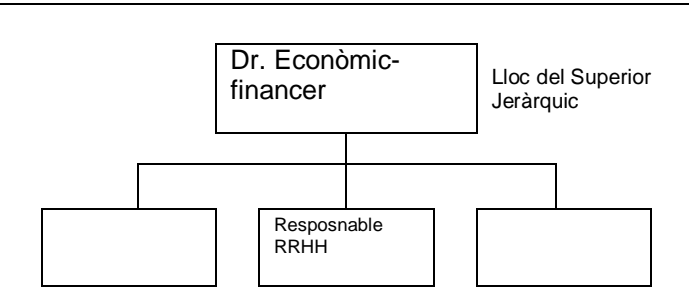 Dr. Econòmic-
financer
Lloc del Superior
Jeràrquic
Resposnable
RRHH